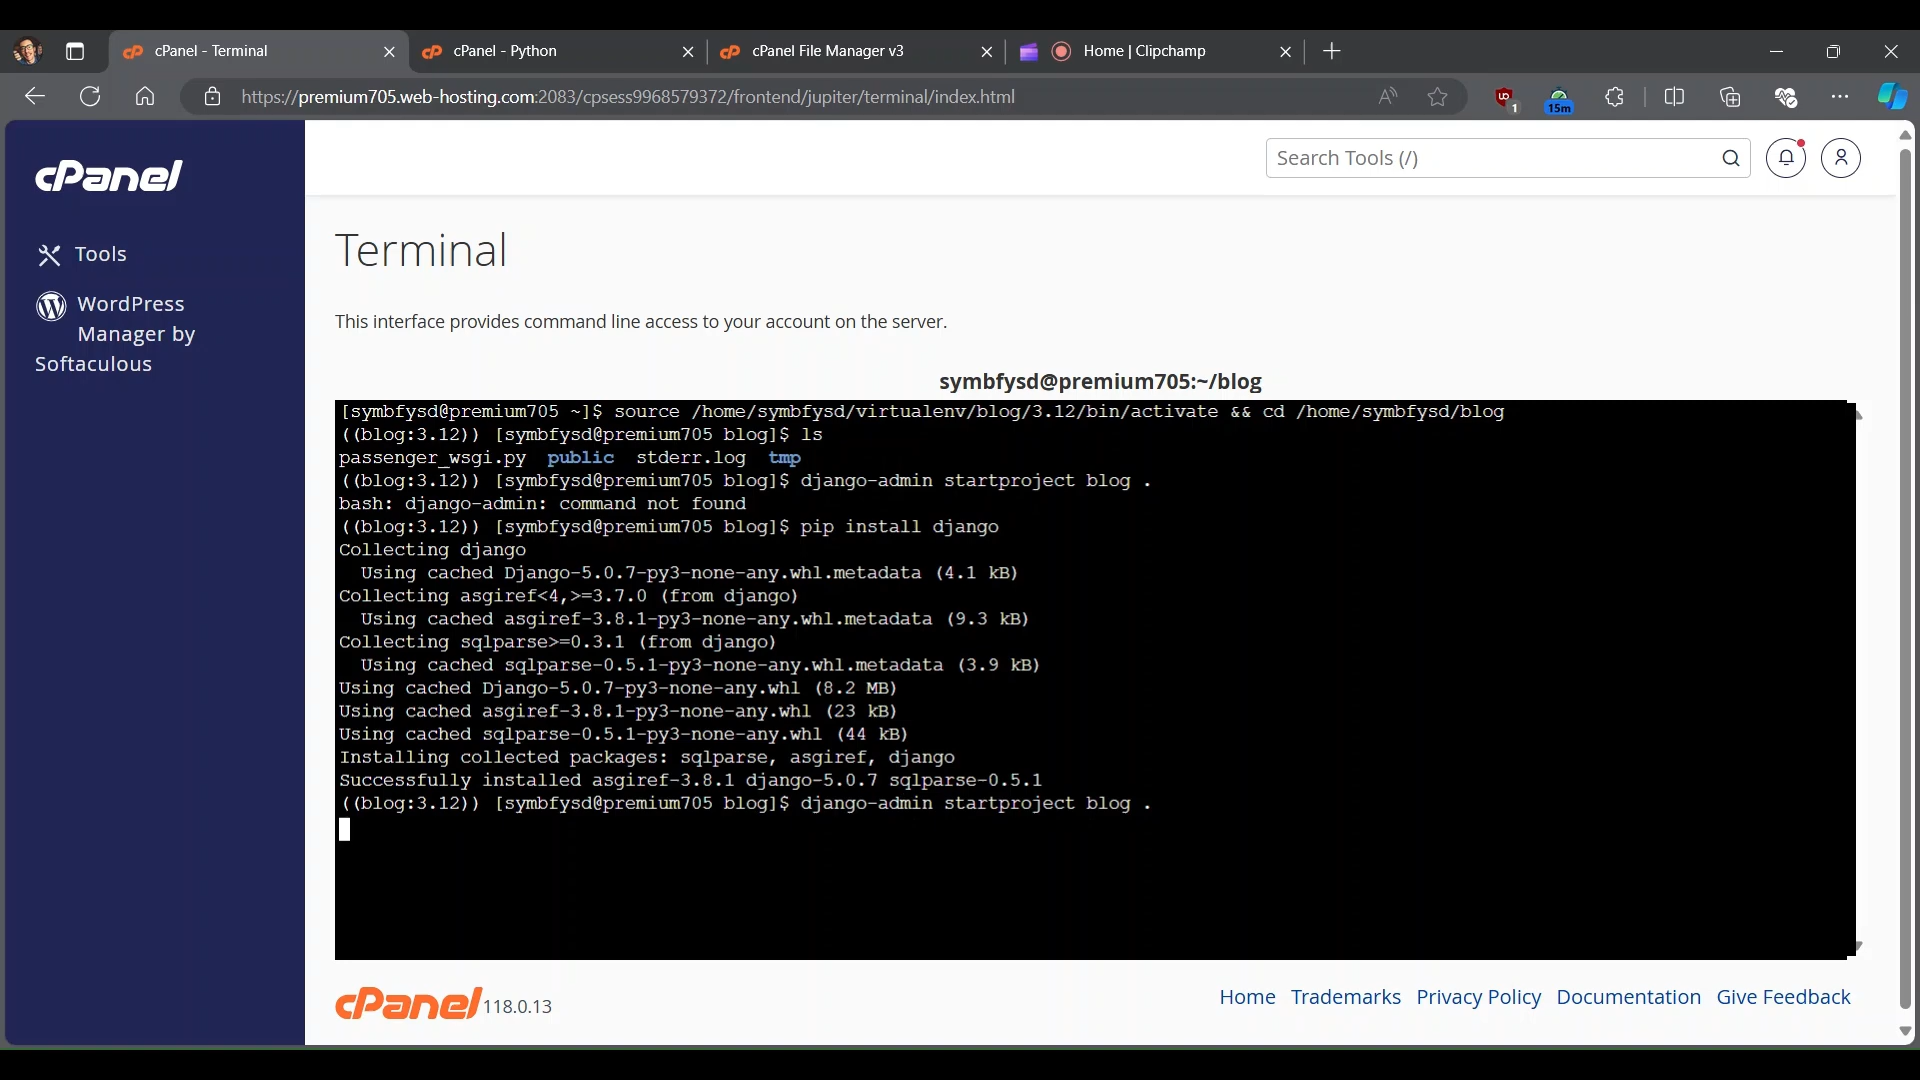 cPanel - Terminal
cPanel - Python
cPanel File Manager v3
Home | Clipchamp
https://premium705.web-hosting.com:2083/cpsess9968579372/frontend/jupiter/terminal/index.html
1
15m
cPanel
Search Tools (/)
Tools
WordPress
Manager by
Softaculous
Terminal
This interface provides command line access to your account on the server.
symbfysd@premium705:~/blog
[symbfysd@premium705 ~]$ source /home/symbfysd/virtualenv/blog/3.12/bin/activate && cd /home/symbfysd/blog
((blog:3.12)) [symbfysd@premium705 blog]$ ls
passenger_wsgi.py  public  stderr.log  tmp
((blog:3.12)) [symbfysd@premium705 blog]$ django-admin startproject blog .
bash: django-admin: command not found
((blog:3.12)) [symbfysd@premium705 blog]$ pip install django
Collecting django
  Using cached Django-5.0.7-py3-none-any.whl.metadata (4.1 kB)
Collecting asgiref<4,>=3.7.0 (from django)
  Using cached asgiref-3.8.1-py3-none-any.whl.metadata (9.3 kB)
Collecting sqlparse>=0.3.1 (from django)
  Using cached sqlparse-0.5.1-py3-none-any.whl.metadata (3.9 kB)
Using cached Django-5.0.7-py3-none-any.whl (8.2 MB)
Using cached asgiref-3.8.1-py3-none-any.whl (23 kB)
Using cached sqlparse-0.5.1-py3-none-any.whl (44 kB)
Installing collected packages: sqlparse, asgiref, django
Successfully installed asgiref-3.8.1 django-5.0.7 sqlparse-0.5.1
((blog:3.12)) [symbfysd@premium705 blog]$ django-admin startproject blog .
cPanel 118.0.13
Home Trademarks Privacy Policy Documentation Give Feedback